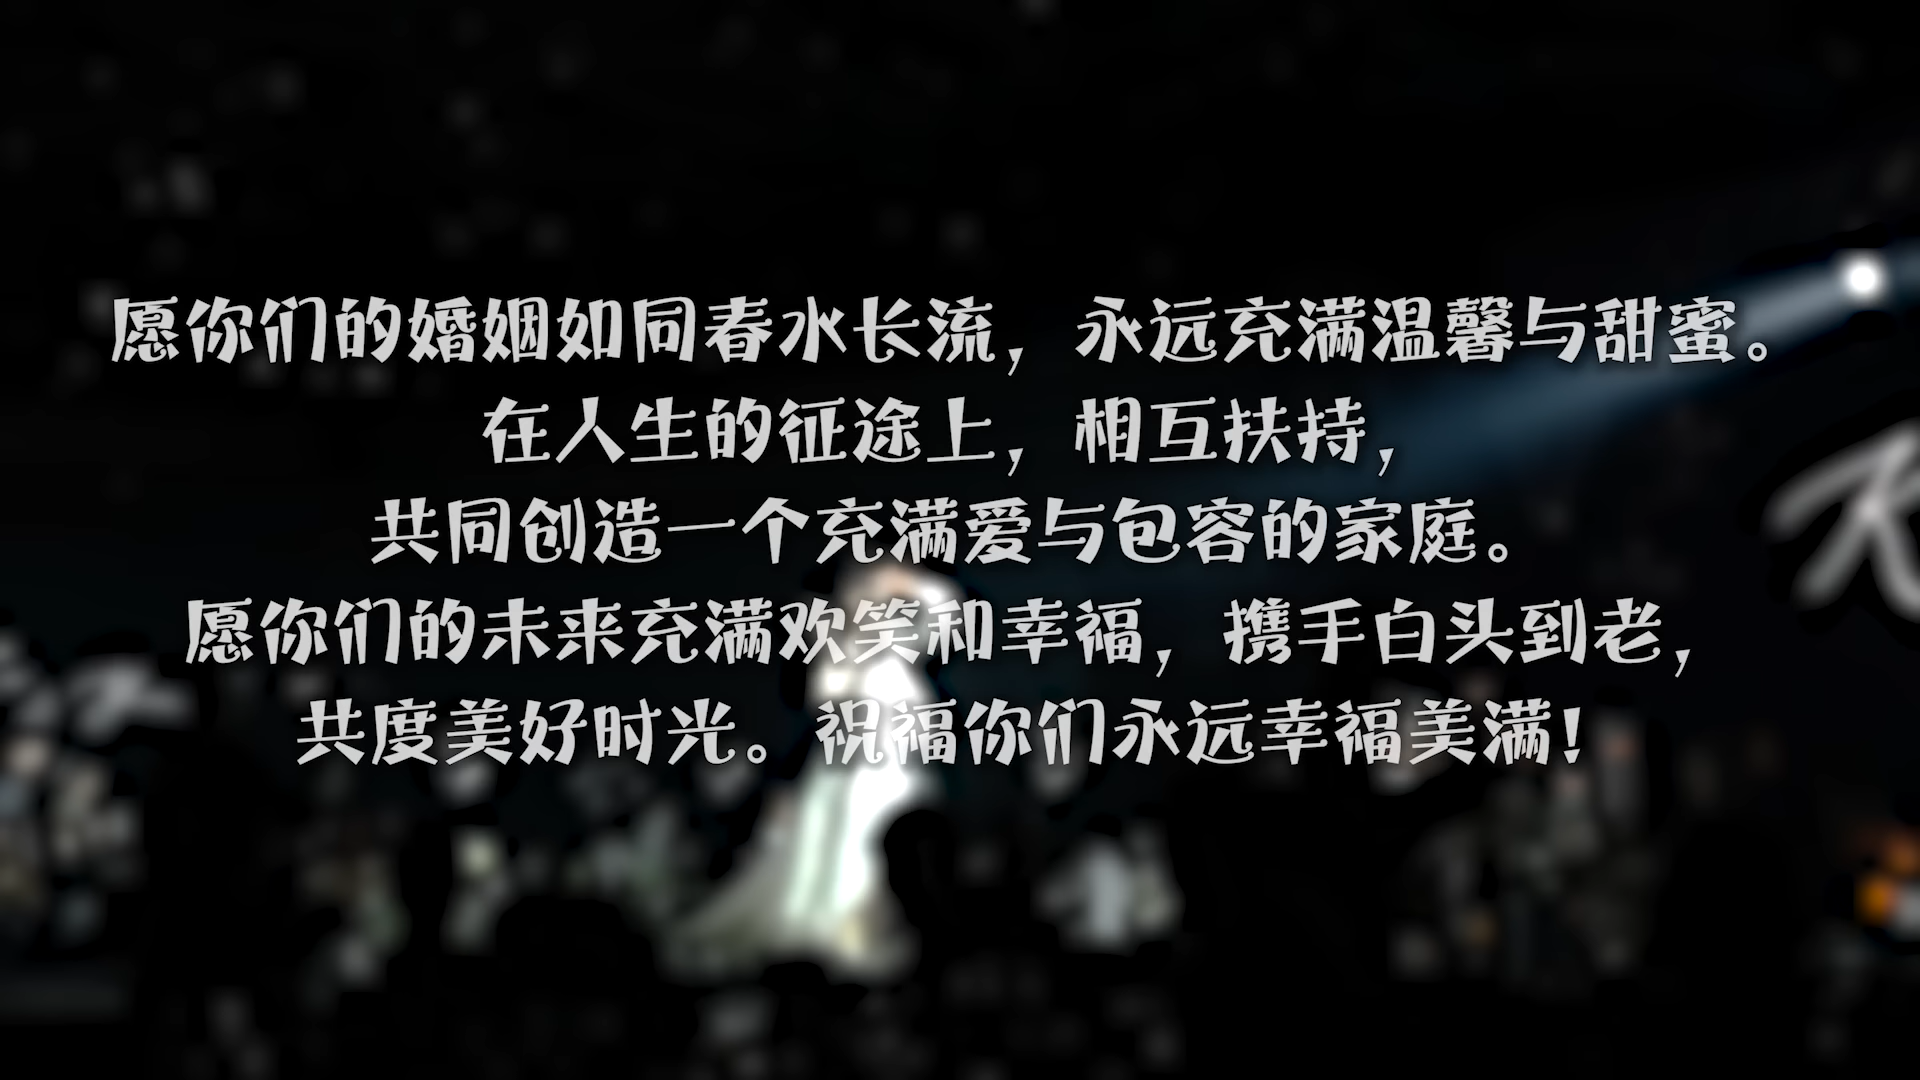 愿你们的婚姻如同春水长流，永远充满温馨与甜蜜。
在人生的征途上，相互扶持，
共同创造一个充满爱与包容的家庭。
愿你们的未来充满欢笑和幸福，携手白头到老，
共度美好时光。祝福你们永远幸福美满！